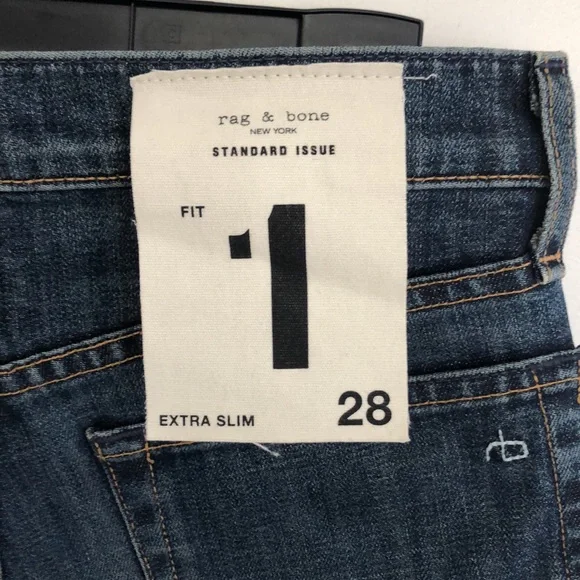 rag & bone
NEW YORK
STANDARD ISSUE
FIT
1
EXTRA SLIM 28